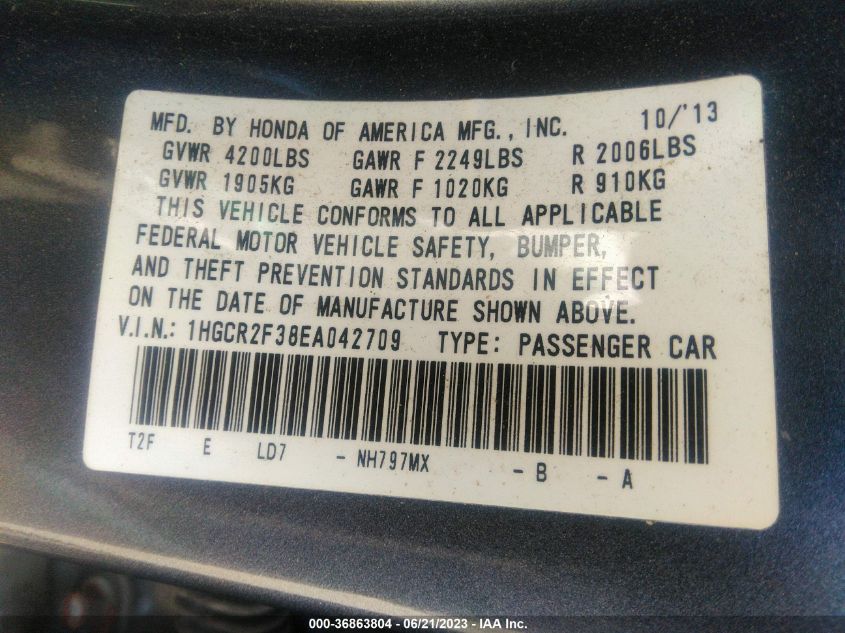 MFD. BY HONDA OF AMERICA MFG., INC. 10/'13
GVWR 4200LBS GAWR F 2249LBS R 2006LBS
GVWR 1905KG GAWR F 1020KG R 910KG
THIS VEHICLE CONFORMS TO ALL APPLICABLE
FEDERAL MOTOR VEHICLE SAFETY, BUMPER,
AND THEFT PREVENTION STANDARDS IN EFFECT
ON THE DATE OF MANUFACTURE SHOWN ABOVE.
V.I.N.: 1HGCR2F38EA042709 TYPE: PASSENGER CAR
T2F E LD7 - NH797MX - B - A
000-36863804 - 06/21/2023 - IAA Inc.